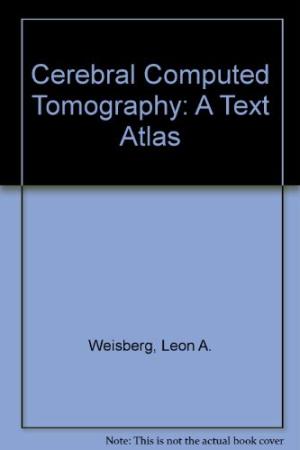 Cerebral Computed
Tomography: A Text
Atlas
Weisberg, Leon A.
Note: This is not the actual book cover